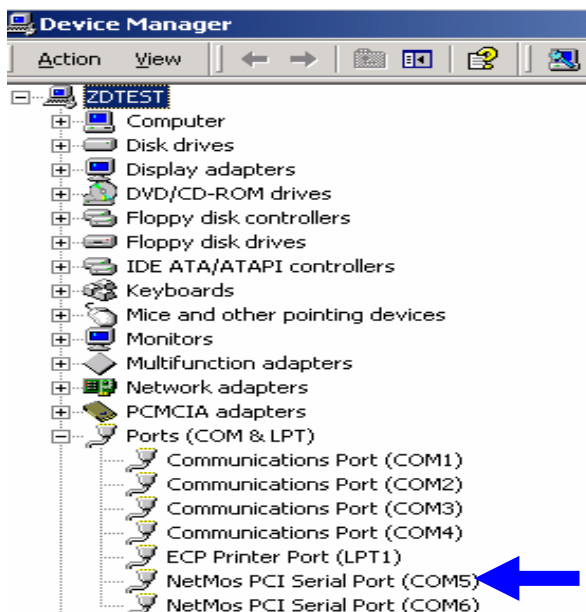 Device Manager
Action View
ZDTEST
Computer
Disk drives
Display adapters
DVD/CD-ROM drives
Floppy disk controllers
Floppy disk drives
IDE ATA/ATAPI controllers
Keyboards
Mice and other pointing devices
Monitors
Multifunction adapters
Network adapters
PCMCIA adapters
Ports (COM & LPT)
Communications Port (COM1)
Communications Port (COM2)
Communications Port (COM3)
Communications Port (COM4)
ECP Printer Port (LPT1)
NetMos PCI Serial Port (COM5)
NetMos PCI Serial Port (COM6)